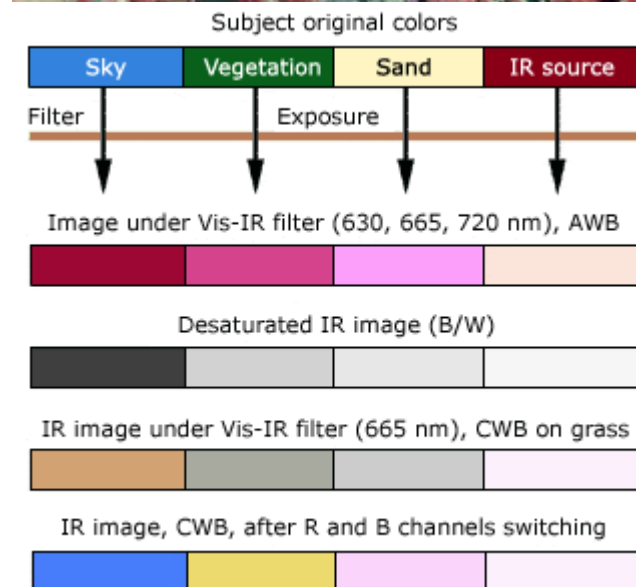 Subject original colors
Sky Vegetation Sand IR source
Filter Exposure
Image under Vis-IR filter (630, 665, 720 nm), AWB
Desaturated IR image (B/W)
IR image under Vis-IR filter (665 nm), CWB on grass
IR image, CWB, after R and B channels switching